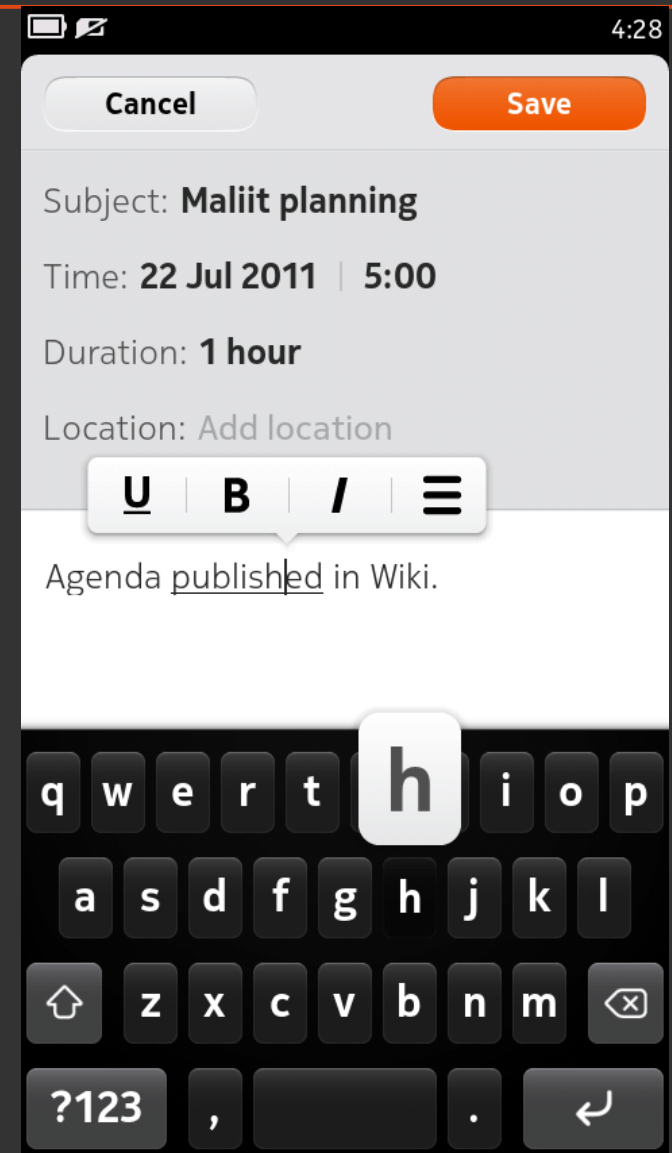 4:28
Cancel Save
Subject: Maliit planning
Time: 22 Jul 2011 | 5:00
Duration: 1 hour
Location: Add location
U B I
Agenda published in Wiki.
h
q w e r t i o p
a s d f g h j k l
z x c v b n m
?123 , .